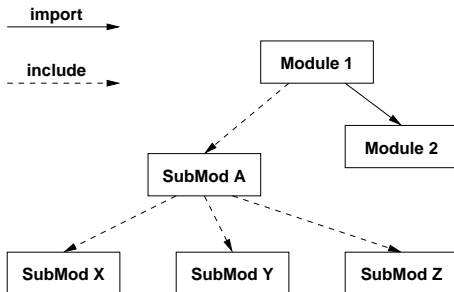 import
include
Module 1
Module 2
SubMod A
SubMod X
SubMod Y
SubMod Z